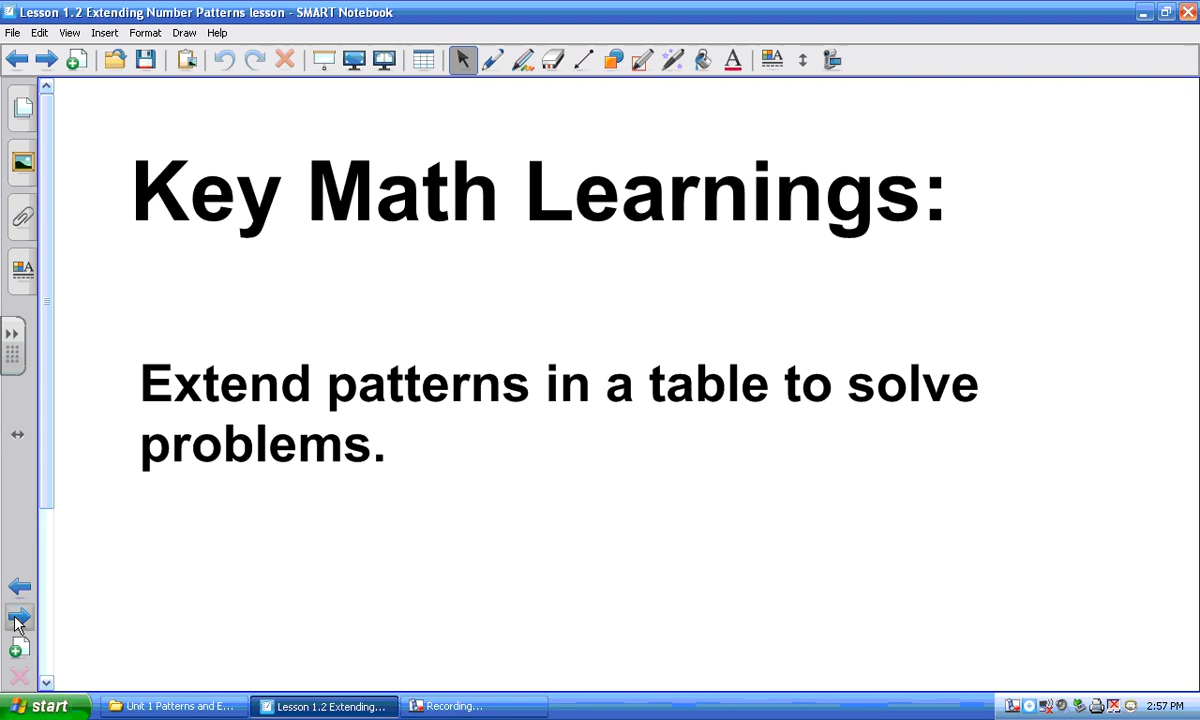 Lesson 1.2 Extending Number Patterns lesson - SMART Notebook
File Edit View Insert Format Draw Help
Key Math Learnings:
Extend patterns in a table to solve
problems.
start Unit 1 Patterns and E... Lesson 1.2 Extending... Recording... 2:57 PM